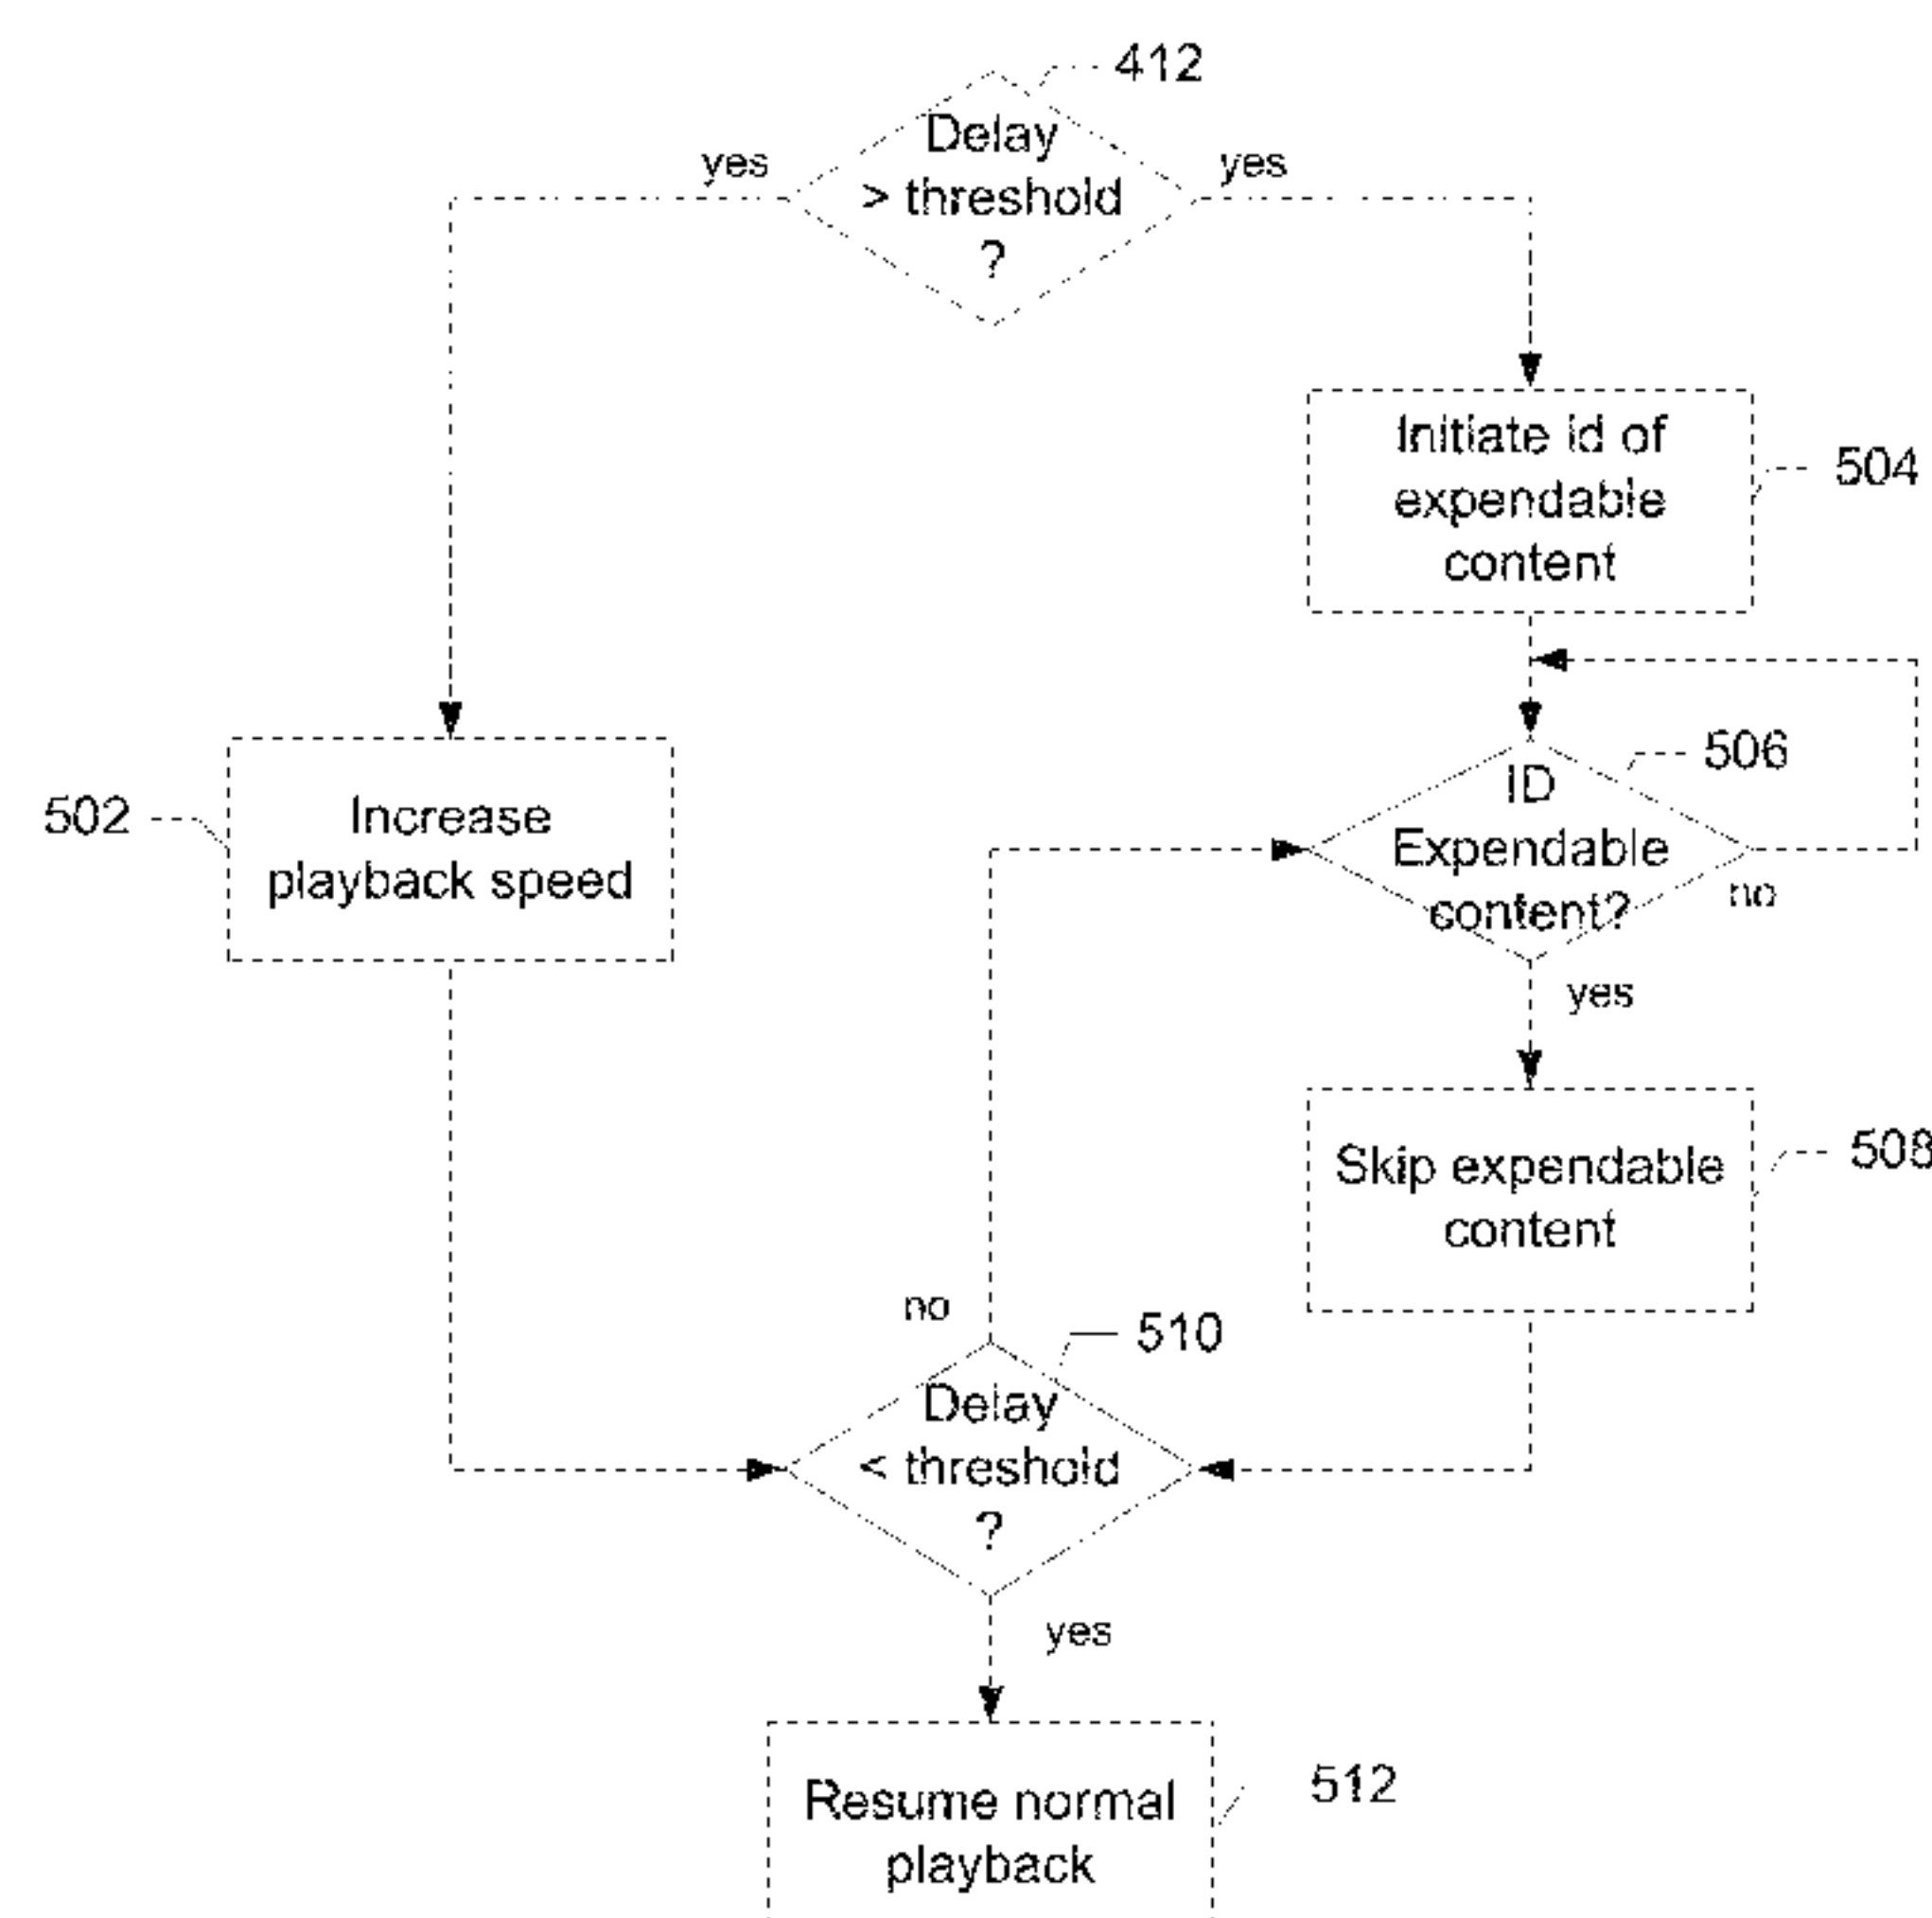 412
Delay
> threshold
?
yes
yes
Initiate id of
expendable
content
504
502
Increase
playback speed
506
ID
Expendable
content?
no
yes
Skip expendable
content
508
no
510
Delay
< threshold
?
yes
Resume normal
playback
512